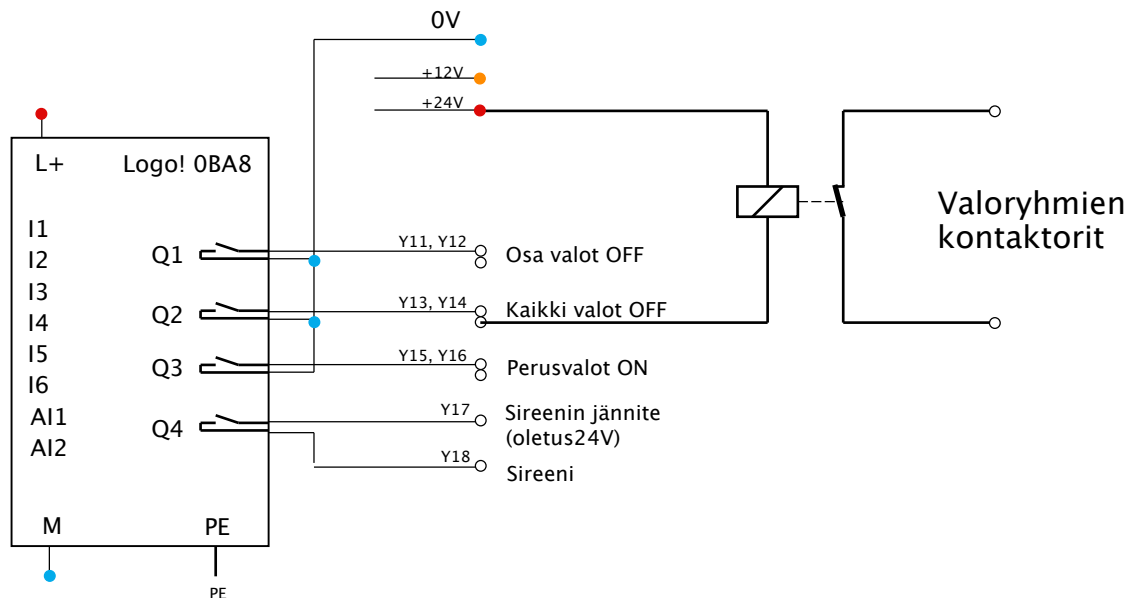 0V
+12V
+24V
L+
Logo! 0BA8
I1
I2
I3
I4
I5
I6
AI1
AI2
Q1
Q2
Q3
Q4
M
PE
PE
Y11, Y12
Osa valot OFF
Y13, Y14
Kaikki valot OFF
Y15, Y16
Perusvalot ON
Y17
Sireenin jännite
(oletus24V)
Y18
Sireeni
Valoryhmien
kontaktorit